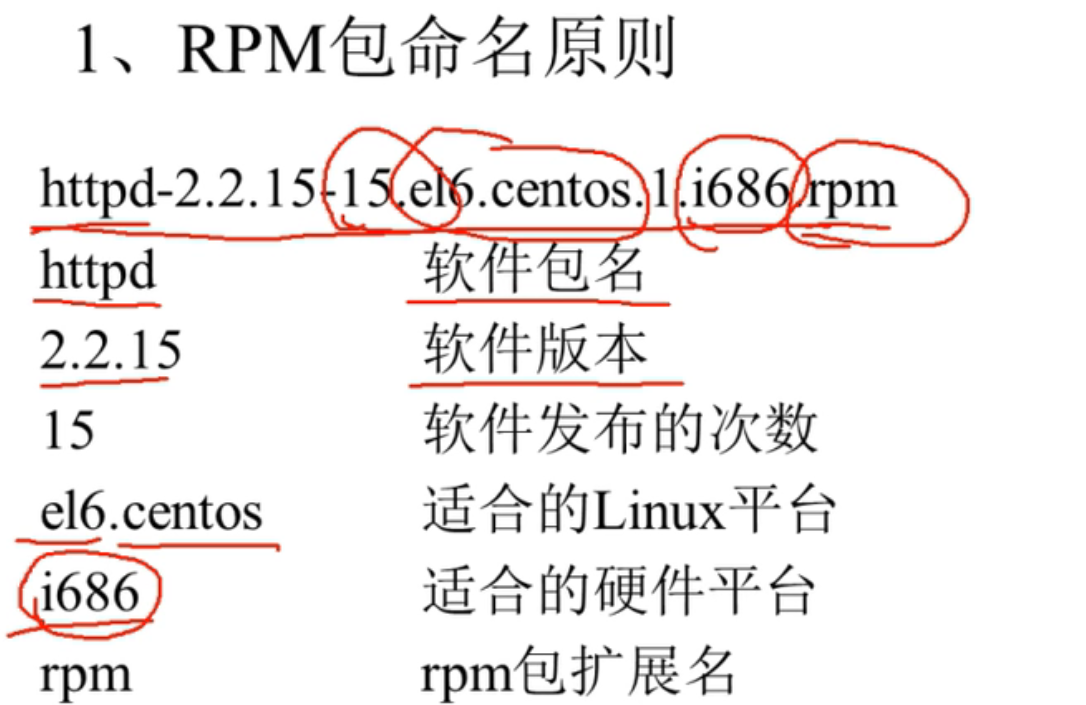 1、RPM包命名原则
httpd-2.2.15-15.el6.centos.1.i686.rpm
httpd 软件包名
2.2.15 软件版本
15 软件发布的次数
el6.centos 适合的Linux平台
i686 适合的硬件平台
rpm rpm包扩展名